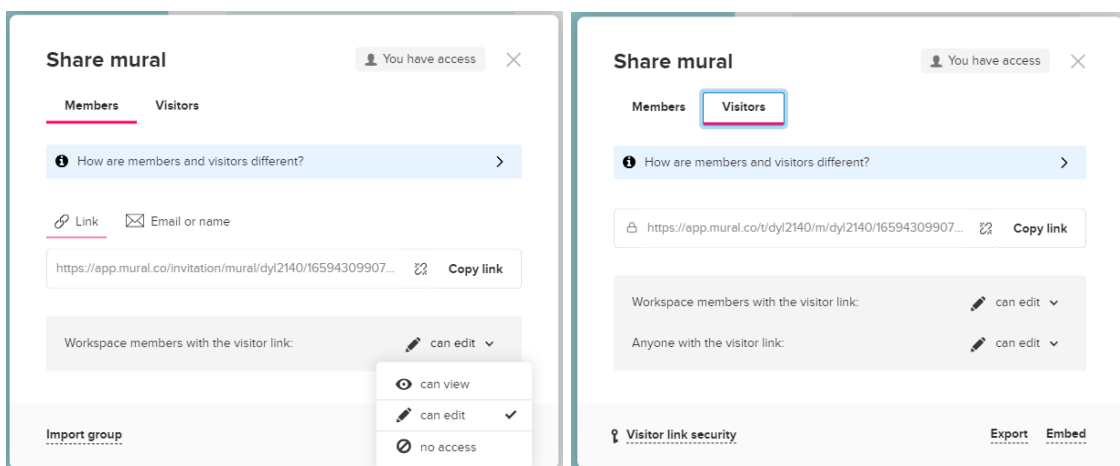 Share mural
You have access
Members
Visitors
How are members and visitors different?
Link
Email or name
https://app.mural.co/invitation/mural/dyl2140/16594309907...
Copy link
Workspace members with the visitor link:
can edit
can view
can edit
no access
Import group
Share mural
You have access
Members
Visitors
How are members and visitors different?
https://app.mural.co/t/dyl2140/m/dyl2140/16594309907...
Copy link
Workspace members with the visitor link:
can edit
Anyone with the visitor link:
can edit
Visitor link security
Export
Embed